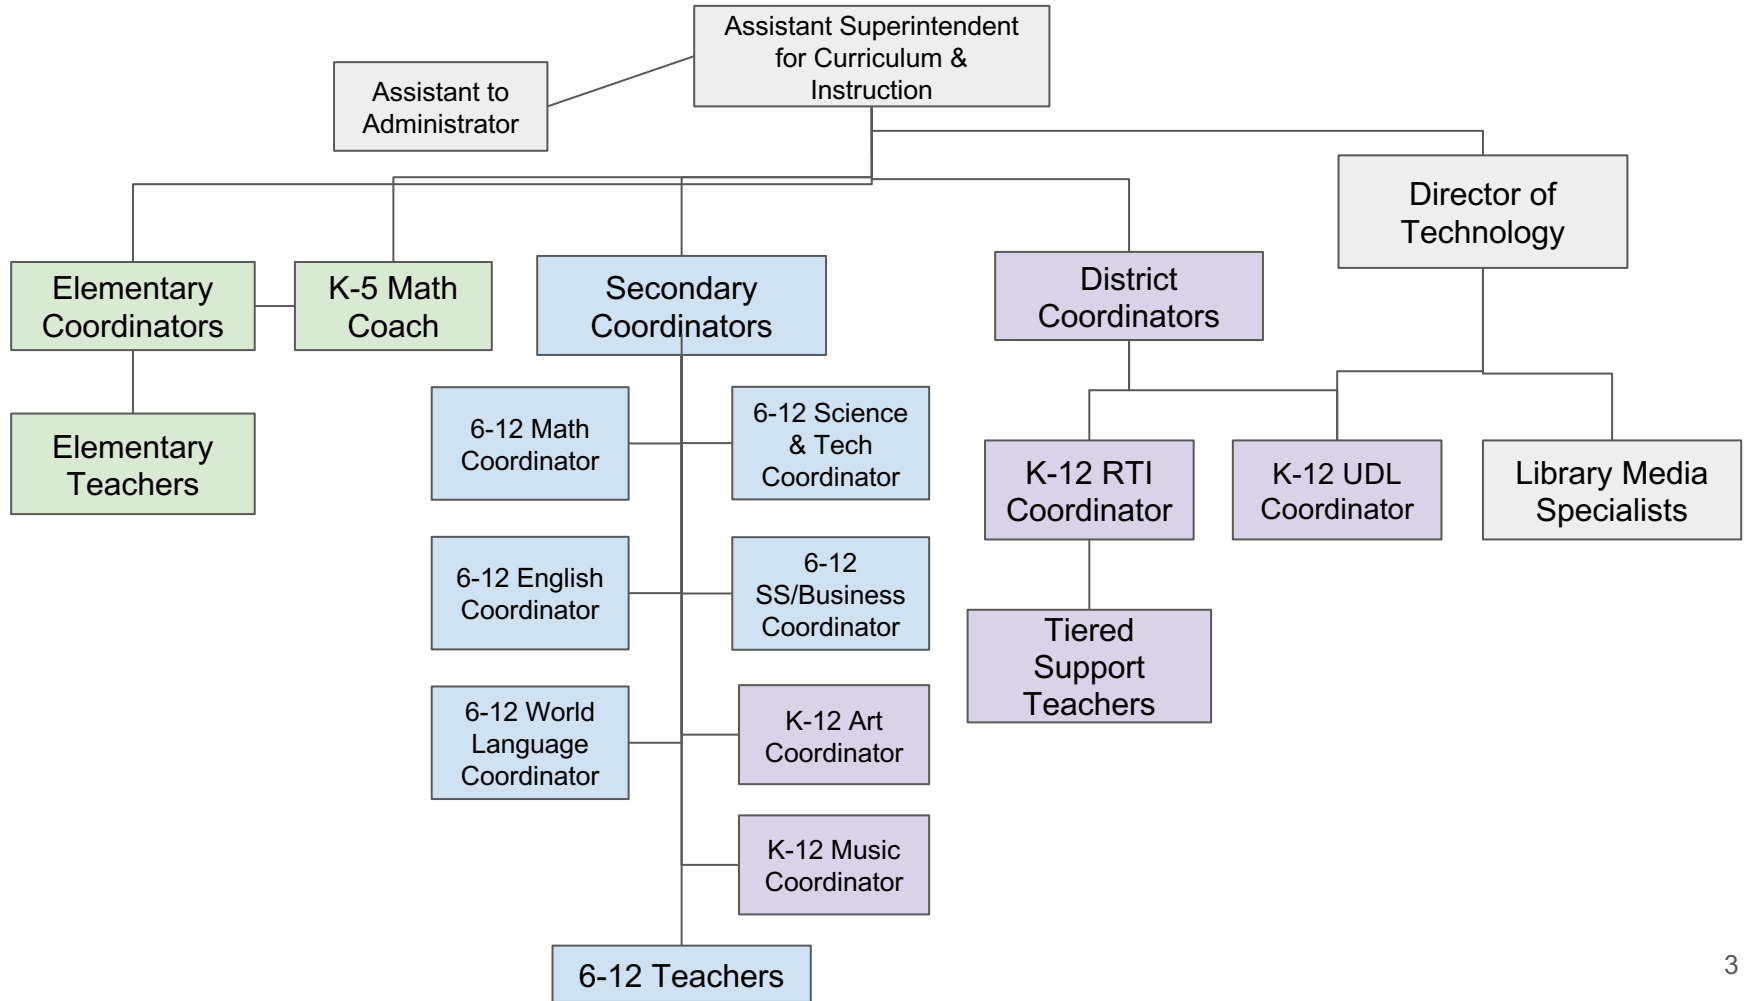 Assistant Superintendent
for Curriculum &
Instruction
Assistant to
Administrator
Director of
Technology
Elementary
Coordinators
K-5 Math
Coach
Secondary
Coordinators
District
Coordinators
Elementary
Teachers
6-12 Math
Coordinator
6-12 Science
& Tech
Coordinator
K-12 RTI
Coordinator
K-12 UDL
Coordinator
Library Media
Specialists
6-12 English
Coordinator
6-12
SS/Business
Coordinator
Tiered
Support
Teachers
6-12 World
Language
Coordinator
K-12 Art
Coordinator
K-12 Music
Coordinator
6-12 Teachers
3